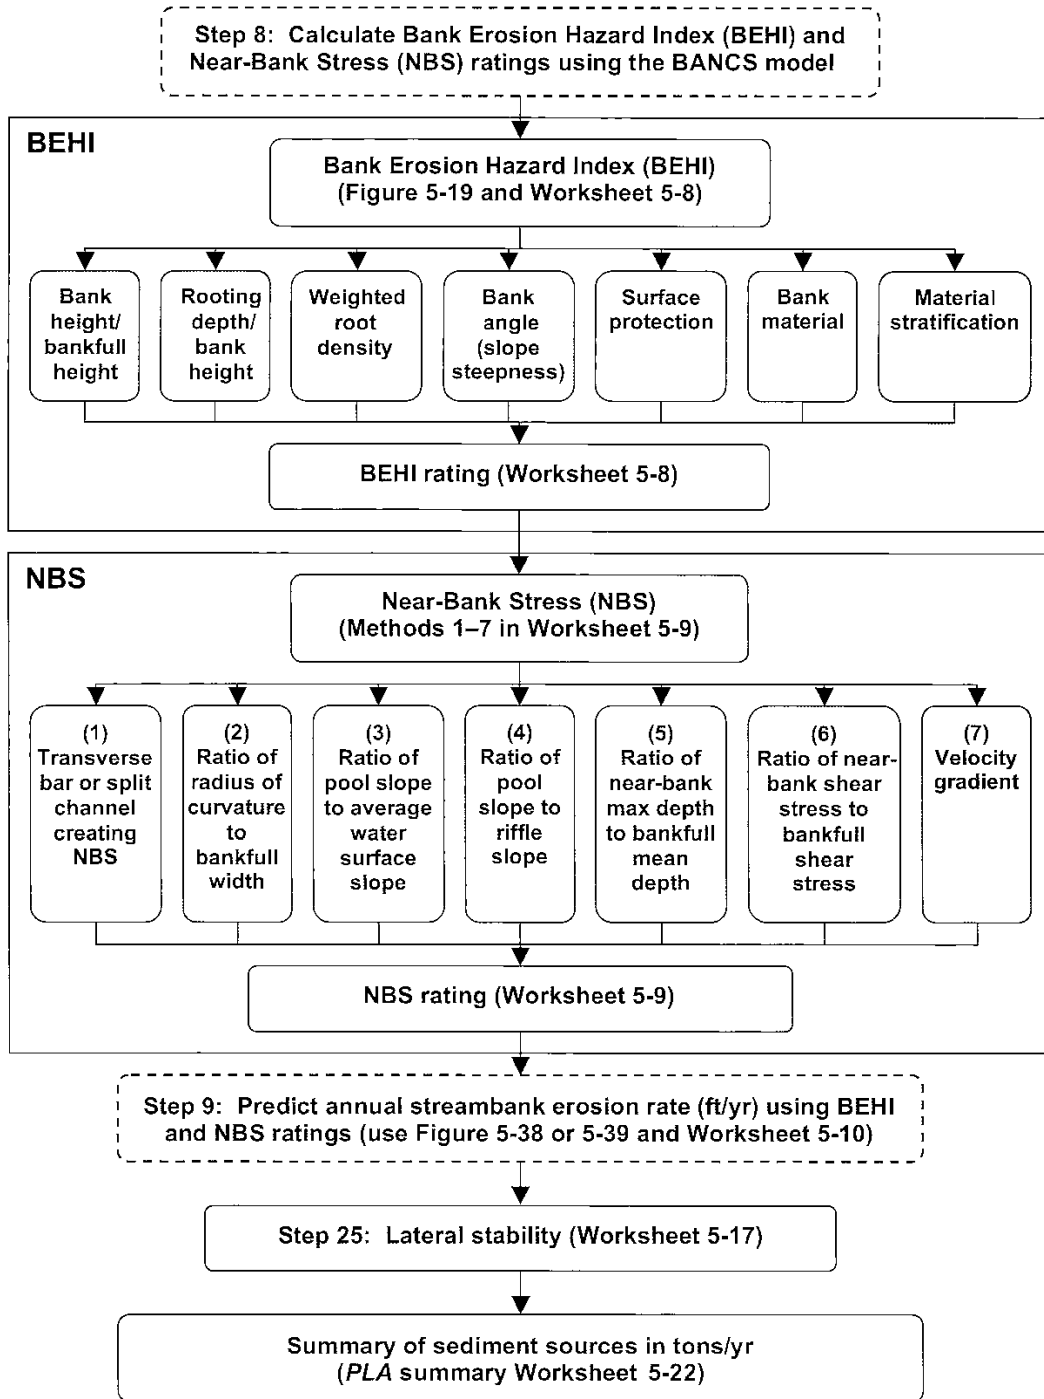 Step 8: Calculate Bank Erosion Hazard Index (BEHI) and
Near-Bank Stress (NBS) ratings using the BANCS model
BEHI
Bank Erosion Hazard Index (BEHI)
(Figure 5-19 and Worksheet 5-8)
Bank
height/
bankfull
height
Rooting
depth/
bank
height
Weighted
root
density
Bank
angle
(slope
steepness)
Surface
protection
Bank
material
Material
stratification
BEHI rating (Worksheet 5-8)
NBS
Near-Bank Stress (NBS)
(Methods 1–7 in Worksheet 5-9)
(1)
Transverse
bar or split
channel
creating
NBS
(2)
Ratio of
radius of
curvature
to
bankfull
width
(3)
Ratio of
pool slope
to average
water
surface
slope
(4)
Ratio of
pool
slope to
riffle
slope
(5)
Ratio of
near-bank
max depth
to bankfull
mean
depth
(6)
Ratio of near-
bank shear
stress to
bankfull
shear
stress
(7)
Velocity
gradient
NBS rating (Worksheet 5-9)
Step 9: Predict annual streambank erosion rate (ft/yr) using BEHI
and NBS ratings (use Figure 5-38 or 5-39 and Worksheet 5-10)
Step 25: Lateral stability (Worksheet 5-17)
Summary of sediment sources in tons/yr
(PLA summary Worksheet 5-22)